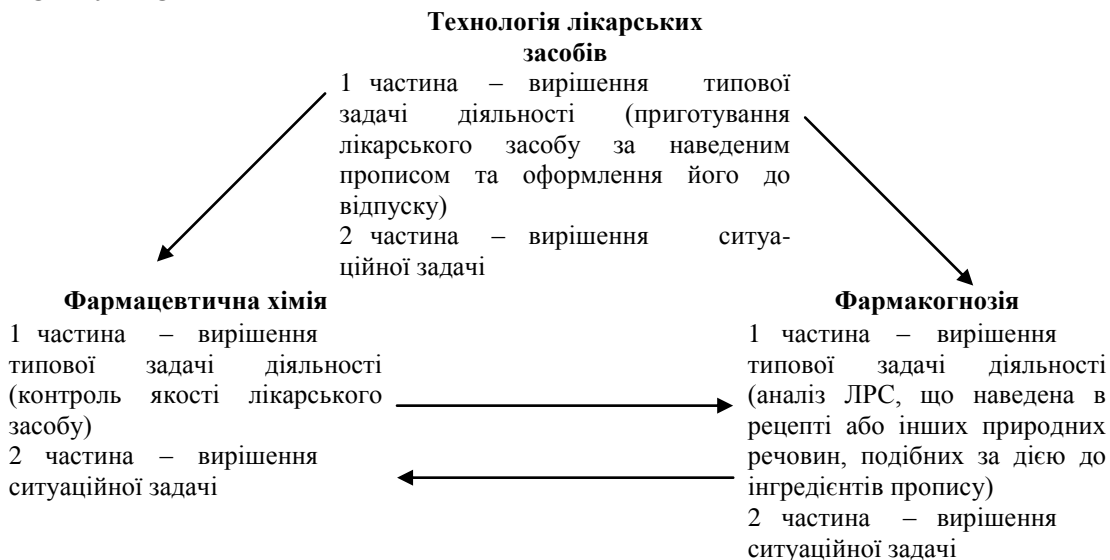 Технологія лікарських
засобів
1 частина – вирішення типової
задачі діяльності (приготування
лікарського засобу за наведеним
прописом та оформлення його до
відпуску)
2 частина – вирішення ситуа-
ційної задачі
Фармацевтична хімія
1 частина – вирішення
типової задачі діяльності
(контроль якості лікарського
засобу)
2 частина – вирішення
ситуаційної задачі
Фармакогнозія
1 частина – вирішення
типової задачі діяльності
(аналіз ЛРС, що наведена в
рецепті або інших природних
речовин, подібних за дією до
інгредієнтів пропису)
2 частина – вирішення
ситуаційної задачі